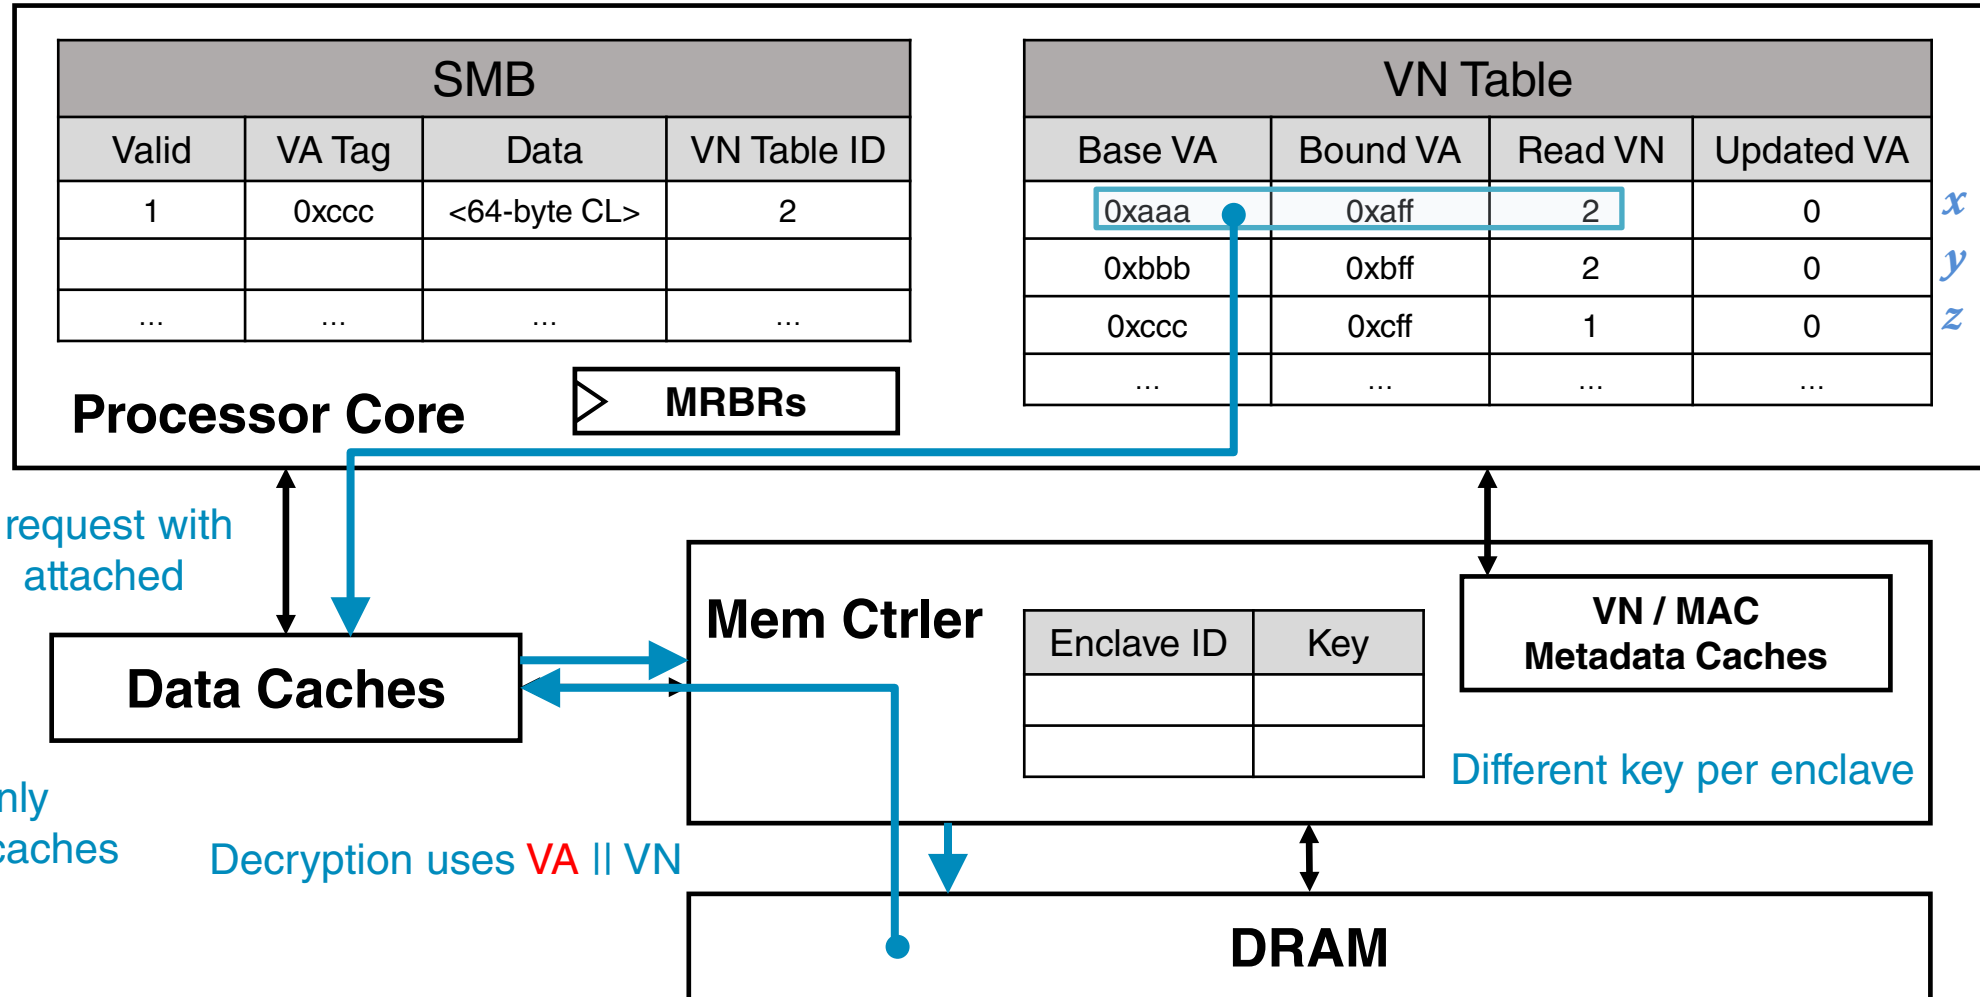 SMB
Valid VA Tag Data VN Table ID
1 0xccc <64-byte CL> 2
... ... ... ...
VN Table
Base VA Bound VA Read VN Updated VA
0xaaa 0xaff 2 0 x
0xbbb 0xbff 2 0 y
0xccc 0xcff 1 0 z
... ... ... ...
Processor Core
MRBRs
request with
attached
Data Caches
Mem Ctrler
Enclave ID Key
VN / MAC
Metadata Caches
Different key per enclave
nly
caches
Decryption uses VA || VN
DRAM